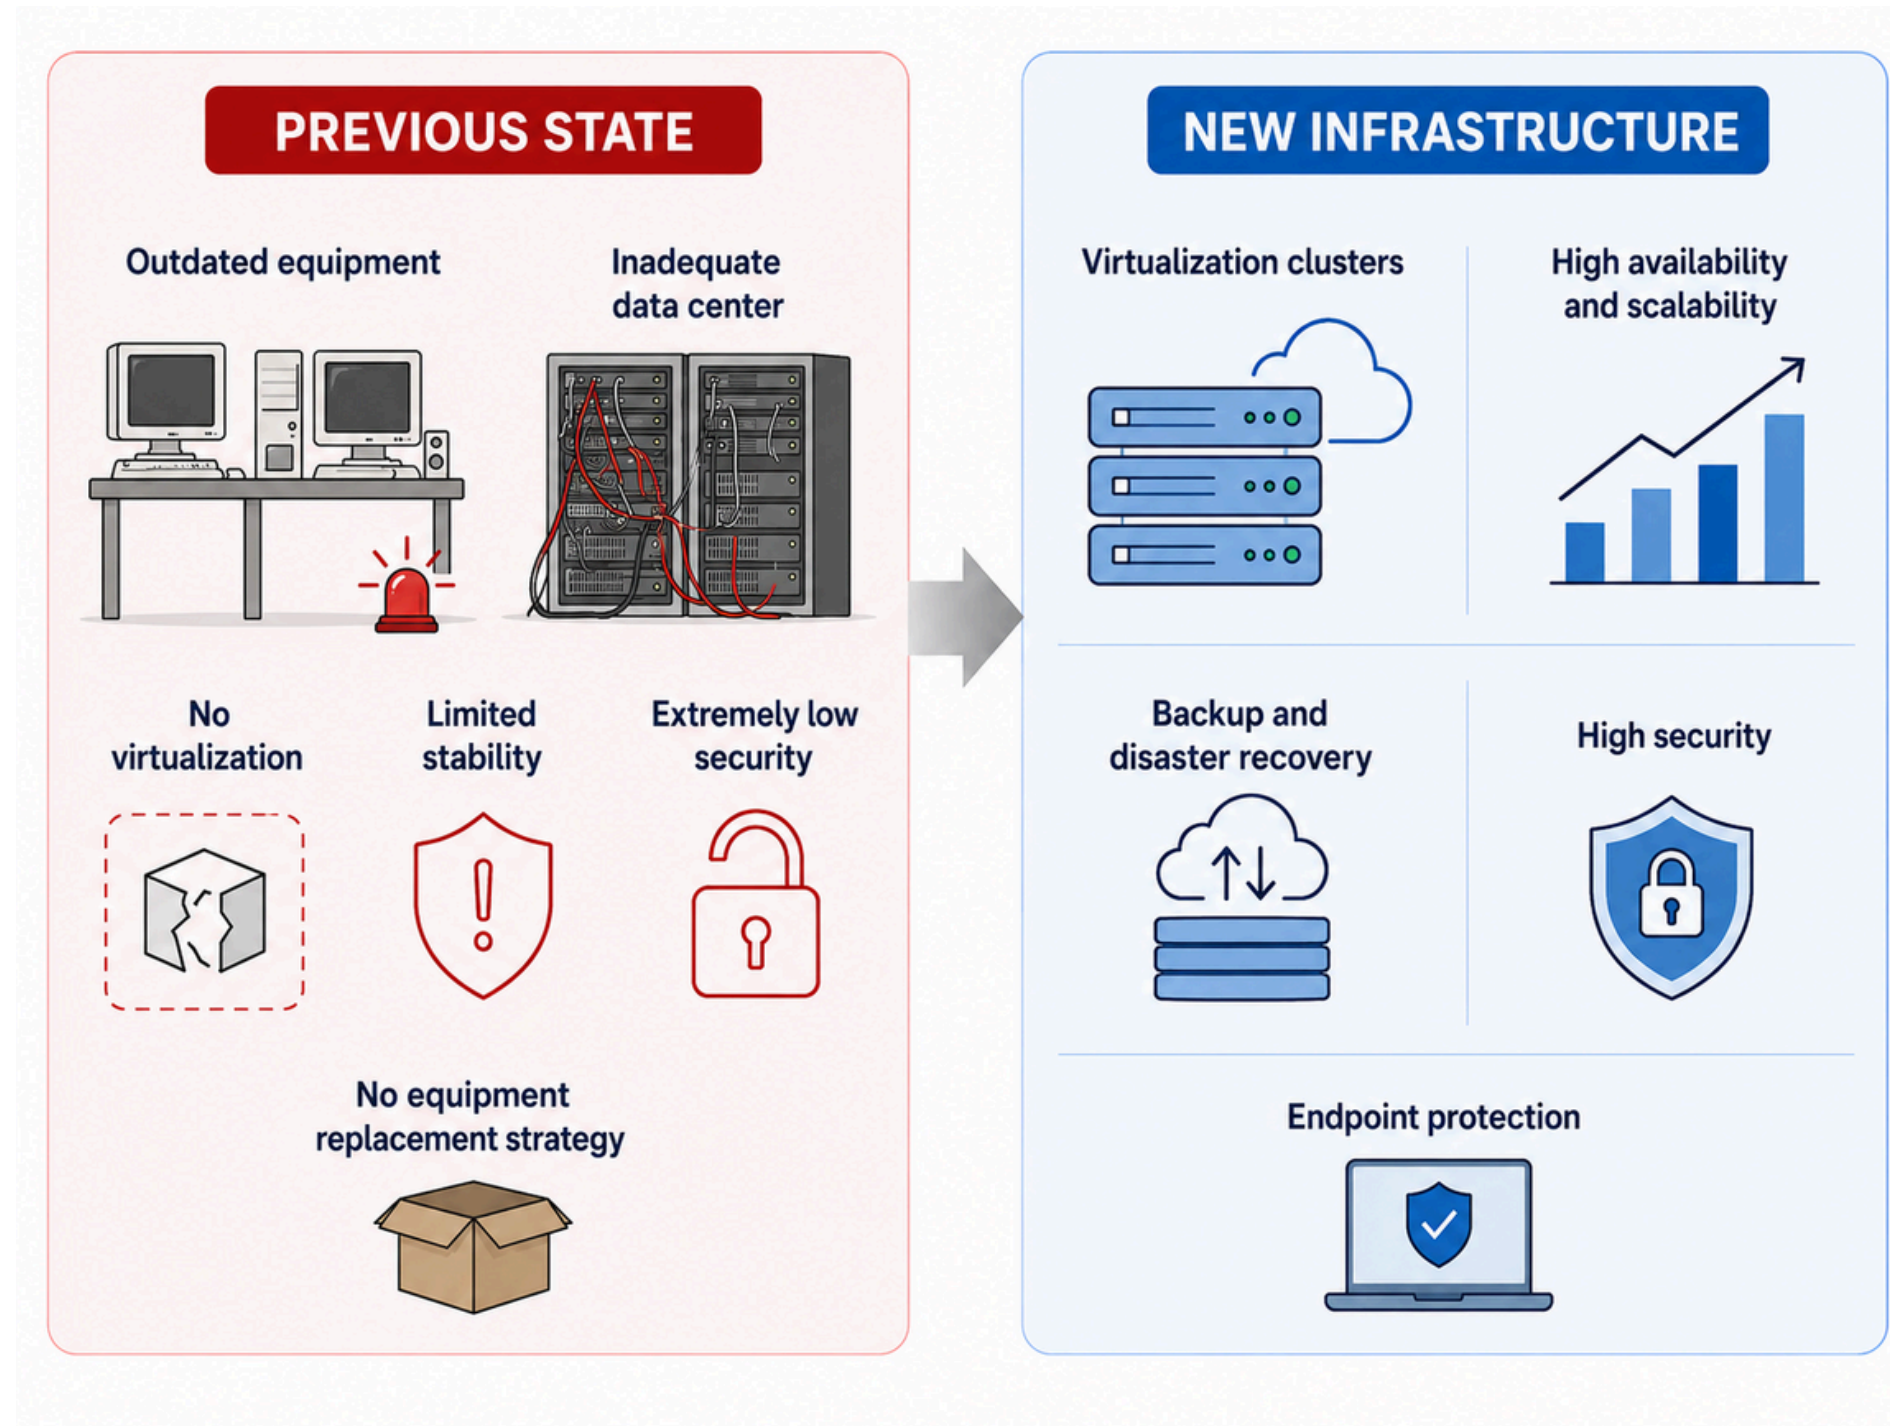 PREVIOUS STATE
Outdated equipment
Inadequate
data center
No
virtualization
Limited
stability
Extremely low
security
No equipment
replacement strategy
NEW INFRASTRUCTURE
Virtualization clusters
High availability
and scalability
Backup and
disaster recovery
High security
Endpoint protection